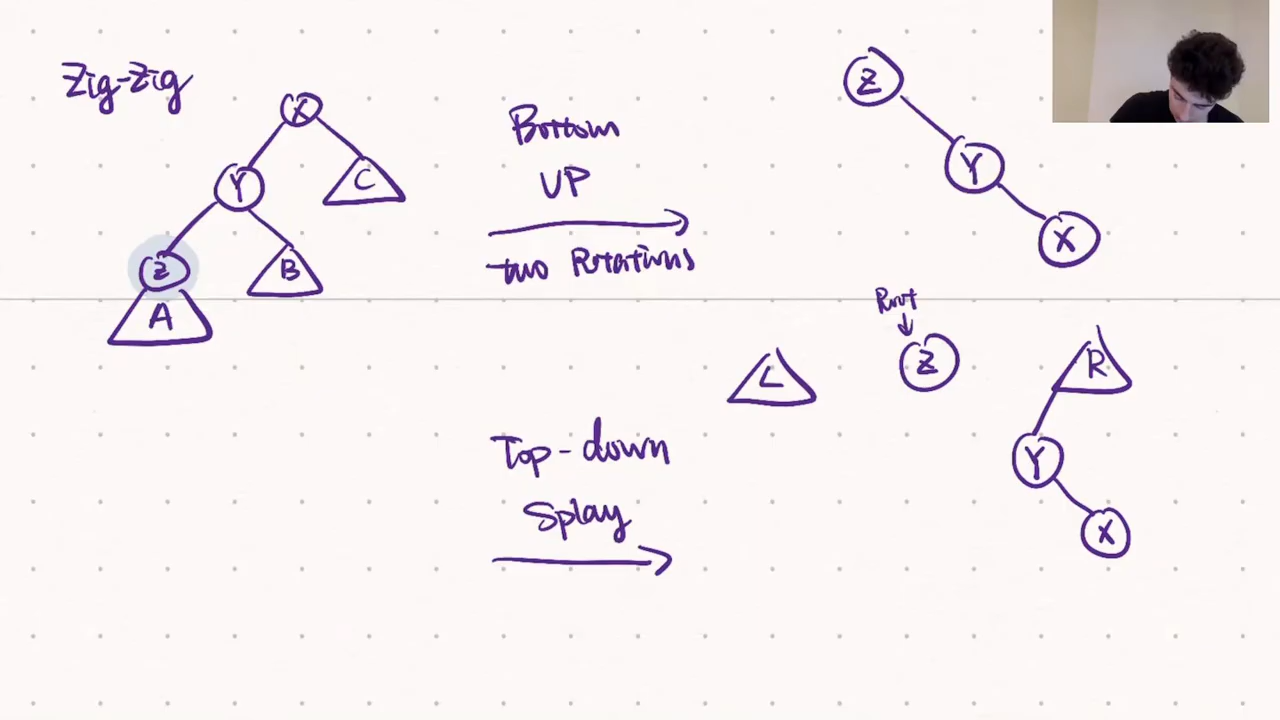 Zig-Zig
X
Y
C
Z
B
A
Bottom
UP
two Rotations
Z
Y
X
Root
Z
L
R
Y
X
Top-down
Splay